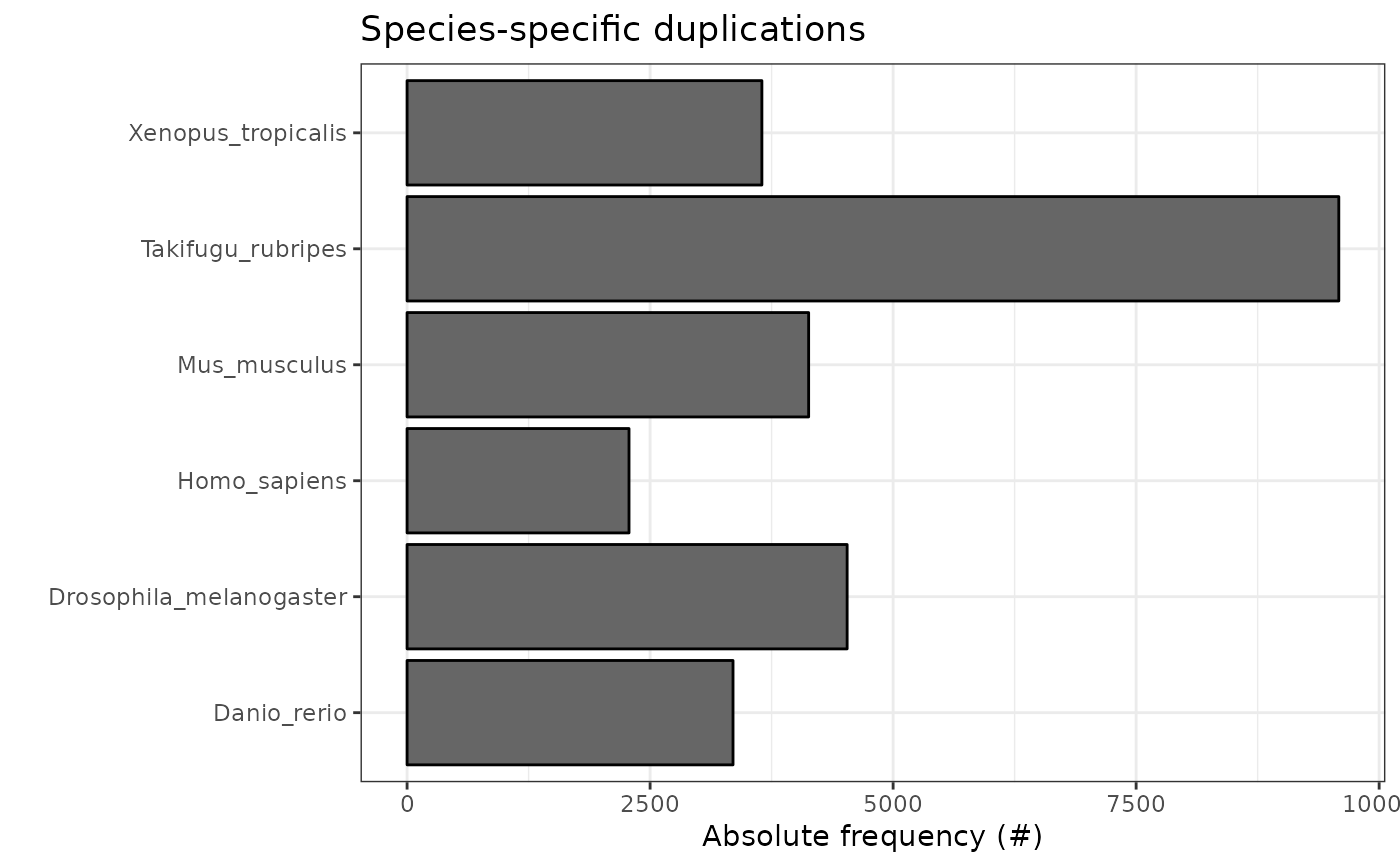 Species-specific duplications
Xenopus_tropicalis
Takifugu_rubripes
Mus_musculus
Homo_sapiens
Drosophila_melanogaster
Danio_rerio
0 2500 5000 7500 1000
Absolute frequency (#)